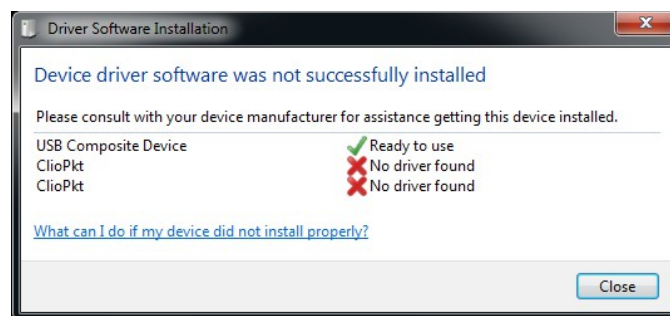 Driver Software Installation
Device driver software was not successfully installed
Please consult with your device manufacturer for assistance getting this device installed.
USB Composite Device Ready to use
ClioPkt No driver found
ClioPkt No driver found
What can I do if my device did not install properly?
Close